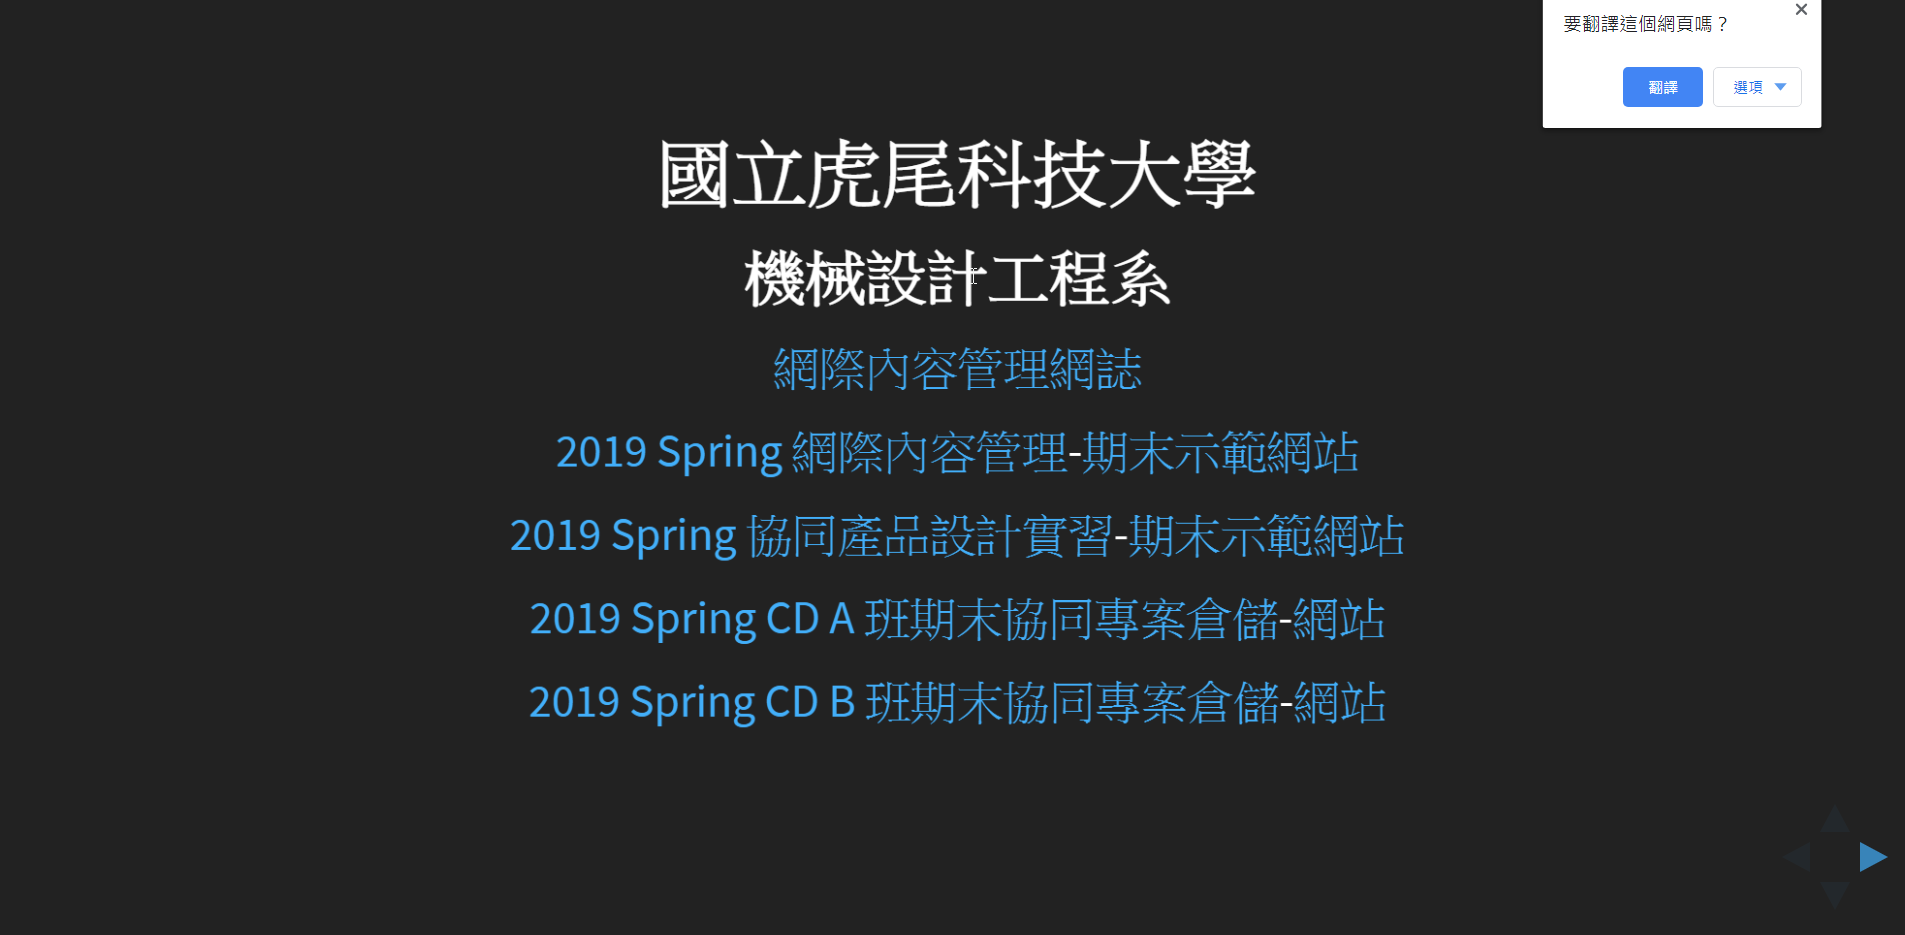 要翻譯這個網頁嗎？
翻譯
選項
國立虎尾科技大學
機械設計工程系
網際內容管理網誌
2019 Spring 網際內容管理-期末示範網站
2019 Spring 協同產品設計實習-期末示範網站
2019 Spring CD A 班期末協同專案倉儲-網站
2019 Spring CD B 班期末協同專案倉儲-網站